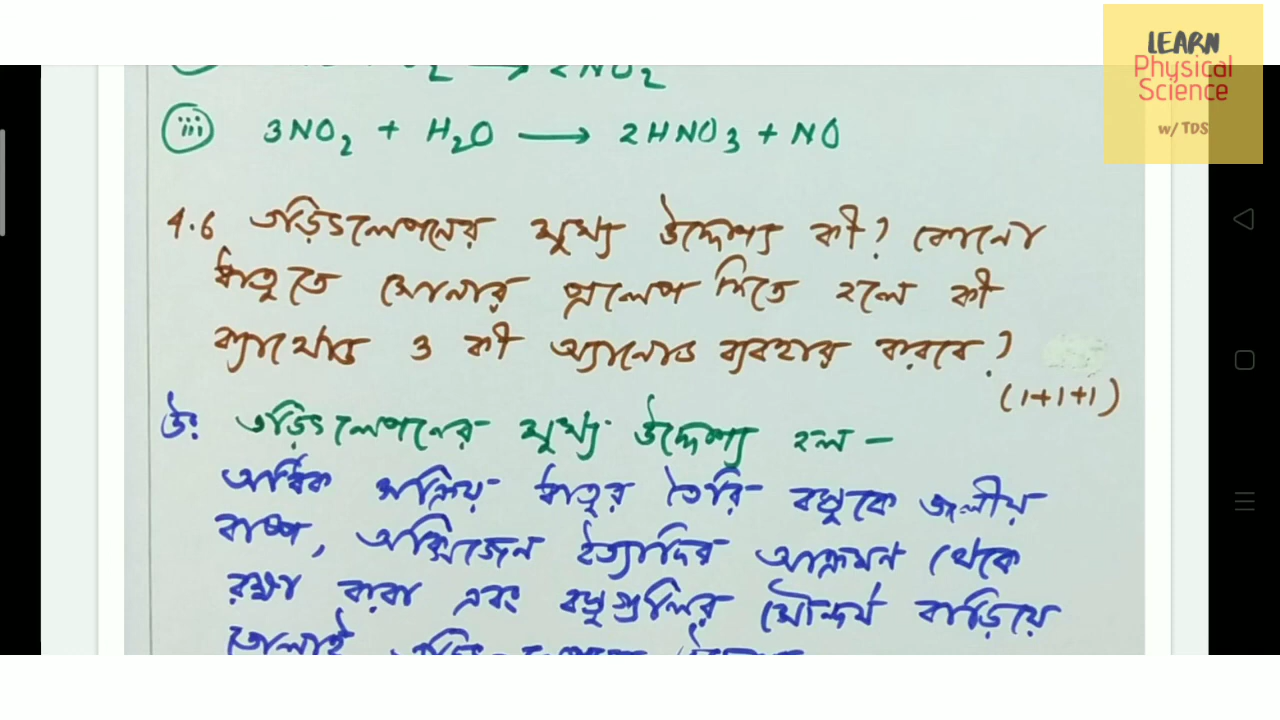 LEARN
Physical
Science
w/ TDS
→ 2NO₂
(iii) 3NO₂ + H₂O ⟶ 2HNO₃ + NO
4.6 তড়িৎলেপনের মুখ্য উদ্দেশ্য কী? কোনো
ধাতুতে সোনার প্রলেপ দিতে হলে কী
ক্যাথোড ও কী অ্যানোড ব্যবহার করবে?
(1+1+1)
উঃ তড়িৎলেপনের মুখ্য উদ্দেশ্য হল –
অধিক সক্রিয় ধাতুর তৈরি বস্তুকে জলীয়
বাষ্প, অক্সিজেন ইত্যাদির আক্রমণ থেকে
রক্ষা করা এবং বস্তুগুলির সৌন্দর্য বাড়িয়ে
তোলাই